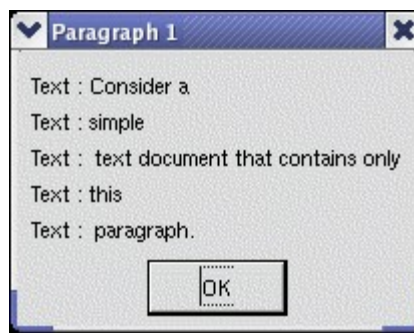 Paragraph 1
Text : Consider a
Text : simple
Text :  text document that contains only
Text : this
Text :  paragraph.
OK